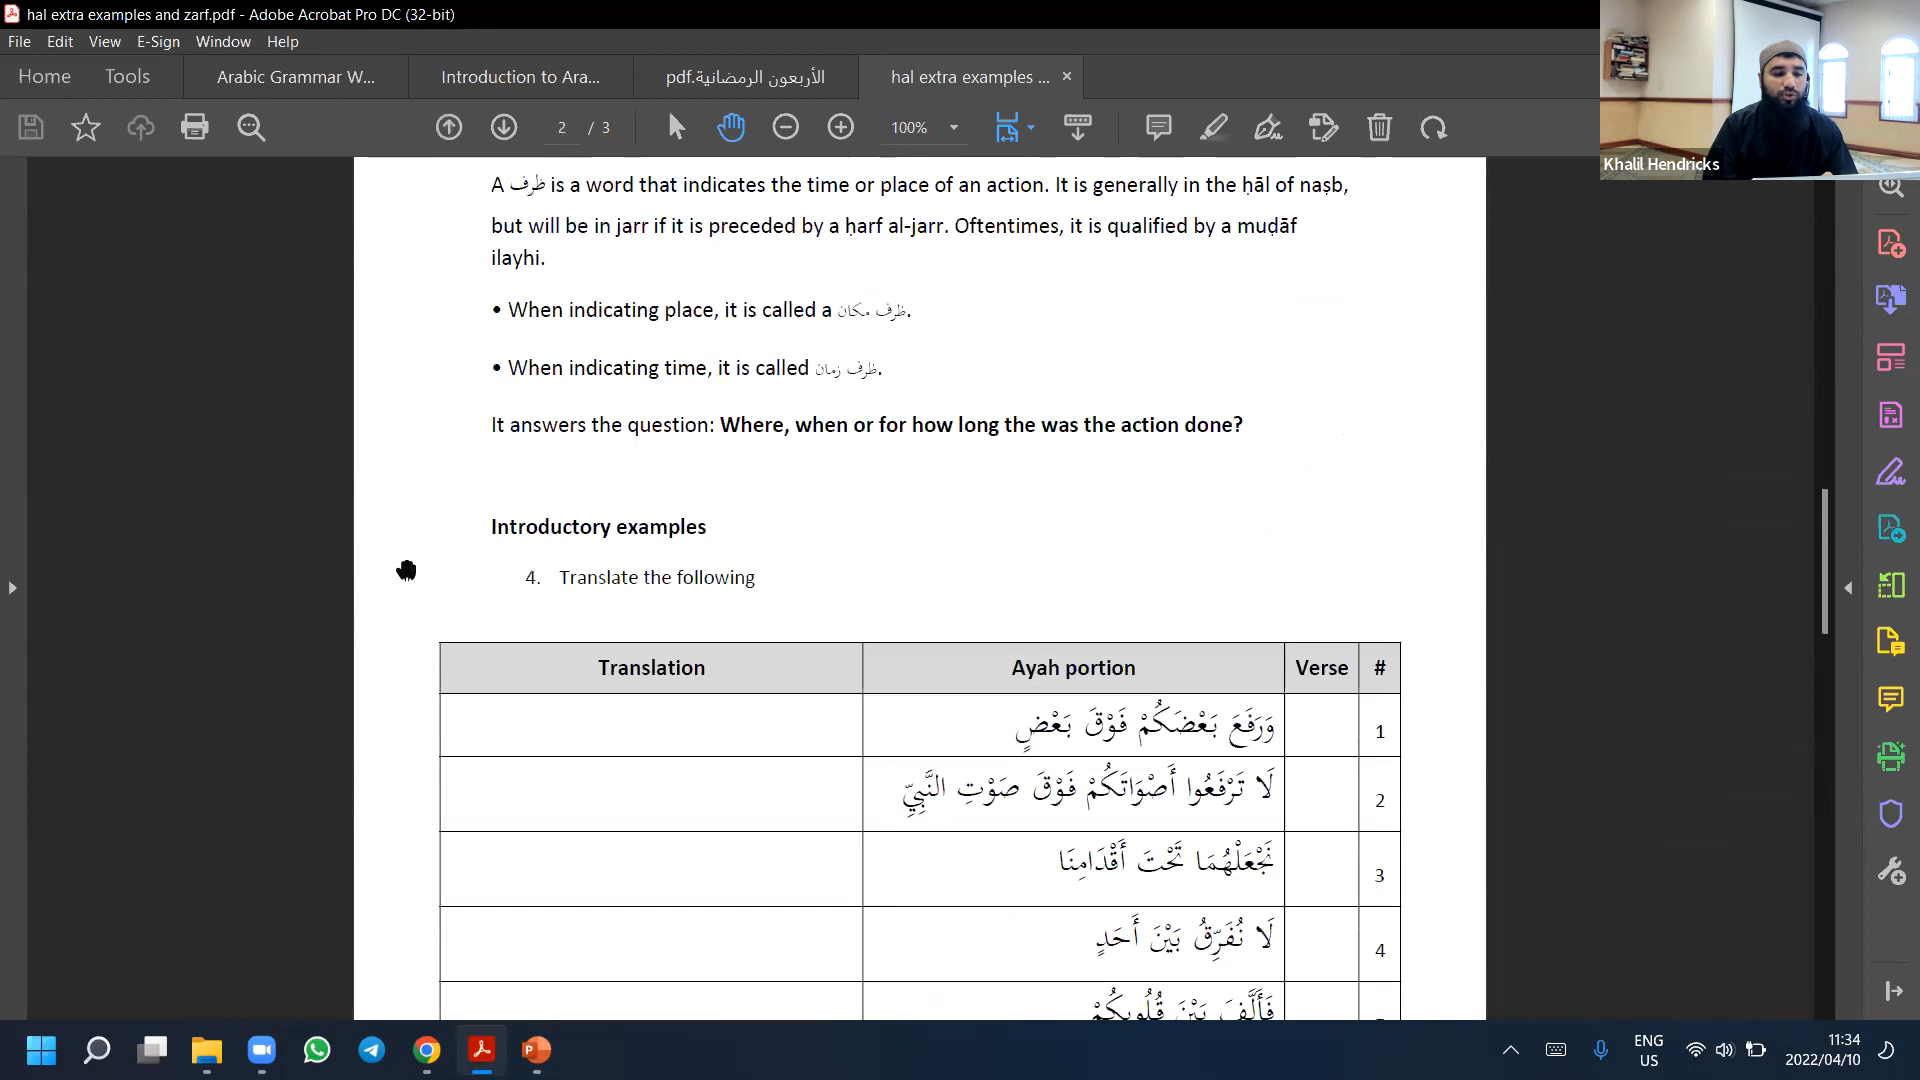 hal extra examples and zarf.pdf - Adobe Acrobat Pro DC (32-bit)
File Edit View E-Sign Window Help
Home Tools Arabic Grammar W... Introduction to Ara... الأربعون الرمضانية.pdf hal extra examples ... ×
2 / 3 100%
Khalil Hendricks
A ظرف is a word that indicates the time or place of an action. It is generally in the ḥāl of naṣb,
but will be in jarr if it is preceded by a ḥarf al-jarr. Oftentimes, it is qualified by a muḍāf
ilayhi.
• When indicating place, it is called a ظرف مكان.
• When indicating time, it is called ظرف زمان.
It answers the question: Where, when or for how long the was the action done?
Introductory examples
4. Translate the following
Translation Ayah portion Verse #
وَرَفَعَ بَعْضَكُمْ فَوْقَ بَعْضٍ 1
لَا تَرْفَعُوا أَصْوَاتَكُمْ فَوْقَ صَوْتِ النَّبِيِّ 2
نَجْعَلْهُمَا تَحْتَ أَقْدَامِنَا 3
لَا نُفَرِّقُ بَيْنَ أَحَدٍ 4
فَأَلَّفَ بَيْنَ قُلُوبِكُمْ
ENG
US
11:34
2022/04/10